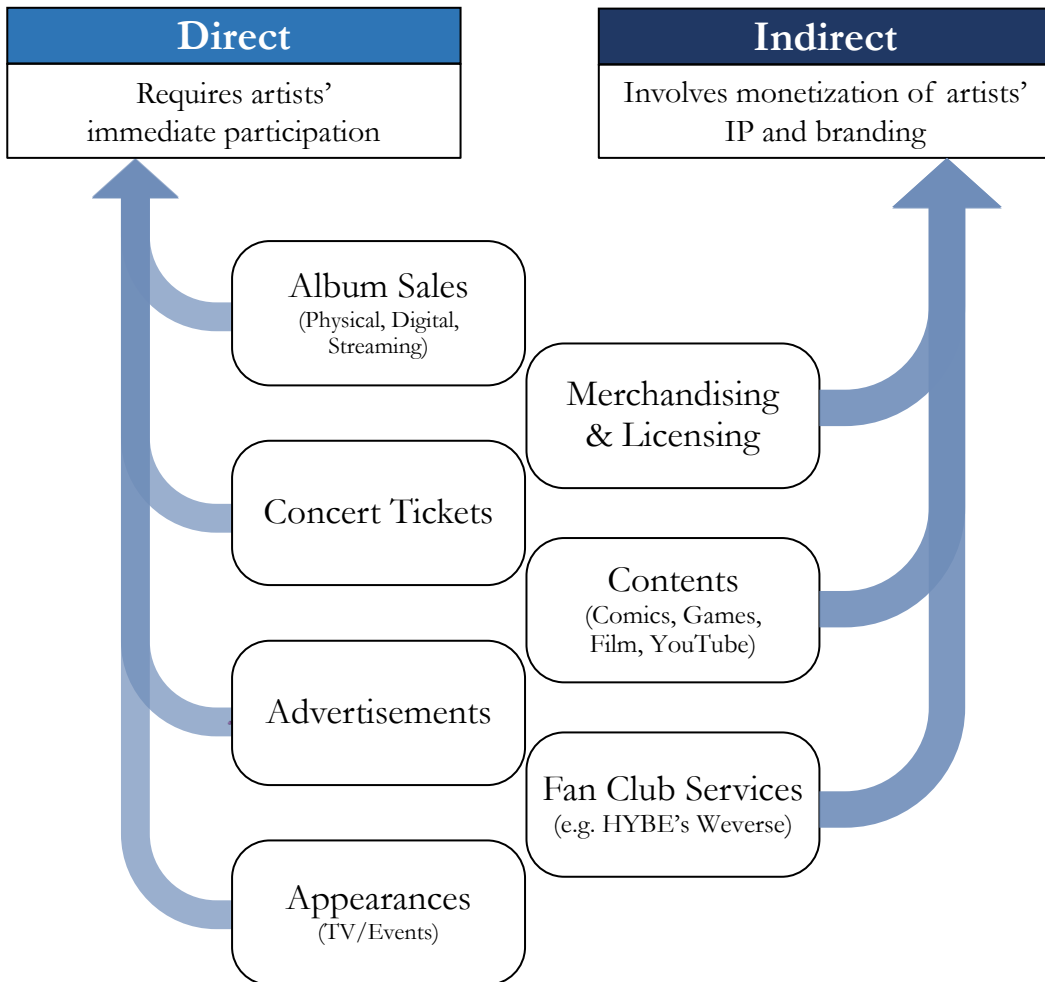 Direct
Requires artists’
immediate participation
Indirect
Involves monetization of artists’
IP and branding
Album Sales
(Physical, Digital,
Streaming)
Merchandising
& Licensing
Concert Tickets
Contents
(Comics, Games,
Film, YouTube)
Advertisements
Fan Club Services
(e.g. HYBE’s Weverse)
Appearances
(TV/Events)